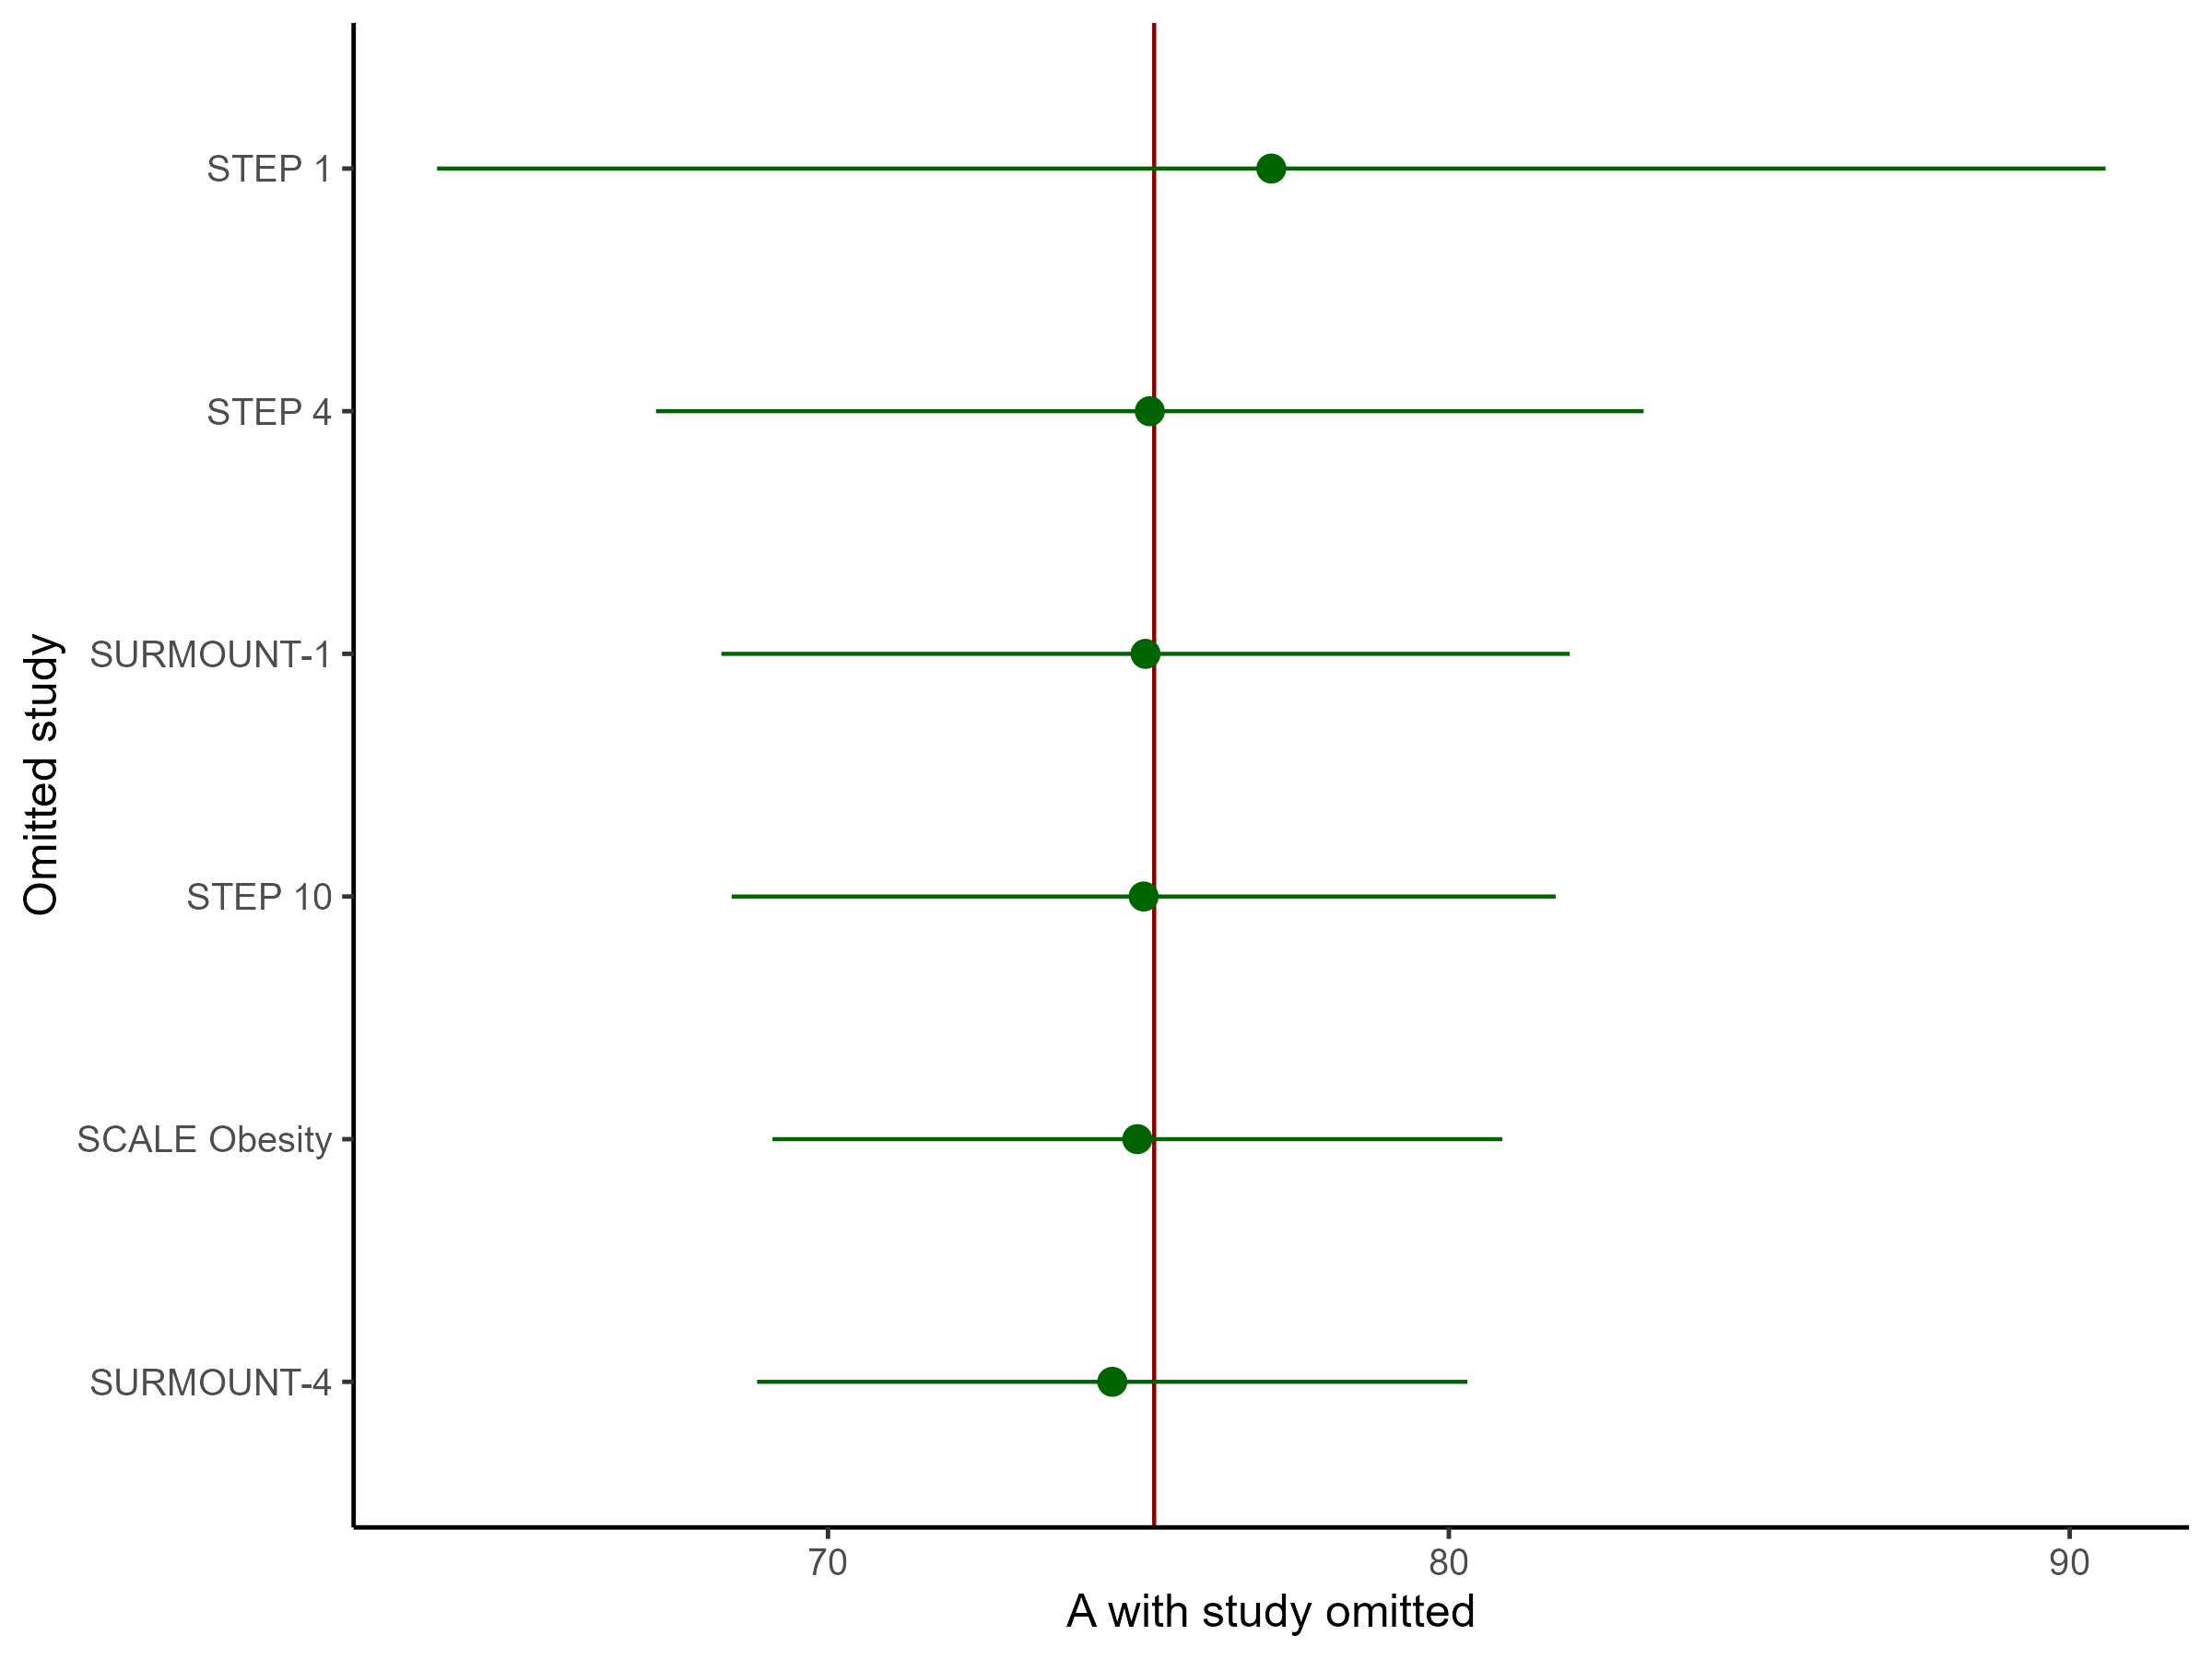 Omitted study
STEP 1
STEP 4
SURMOUNT-1
STEP 10
SCALE Obesity
SURMOUNT-4
70 80 90
A with study omitted